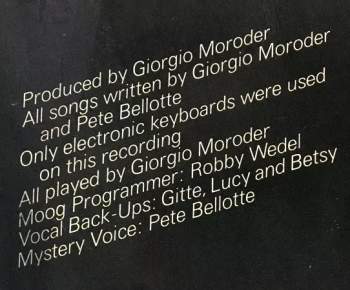 Produced by Giorgio Moroder
All songs written by Giorgio Moroder
and Pete Bellotte
Only electronic keyboards were used
on this recording
All played by Giorgio Moroder
Moog Programmer: Robby Wedel
Vocal Back-Ups: Gitte, Lucy and Betsy
Mystery Voice: Pete Bellotte